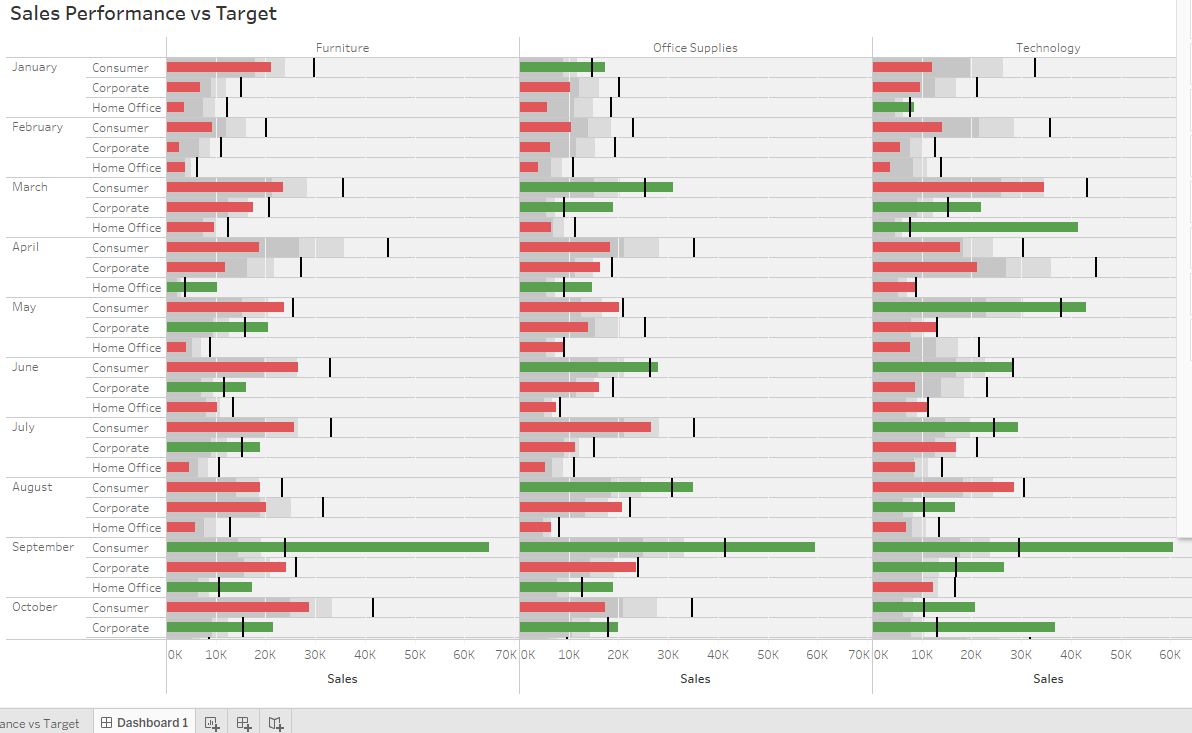 Sales Performance vs Target
Furniture Office Supplies Technology
January Consumer
Corporate
Home Office
February Consumer
Corporate
Home Office
March Consumer
Corporate
Home Office
April Consumer
Corporate
Home Office
May Consumer
Corporate
Home Office
June Consumer
Corporate
Home Office
July Consumer
Corporate
Home Office
August Consumer
Corporate
Home Office
September Consumer
Corporate
Home Office
October Consumer
Corporate
0K 10K 20K 30K 40K 50K 60K 70K 0K 10K 20K 30K 40K 50K 60K 70K 0K 10K 20K 30K 40K 50K 60K
Sales Sales Sales
ance vs Target Dashboard 1